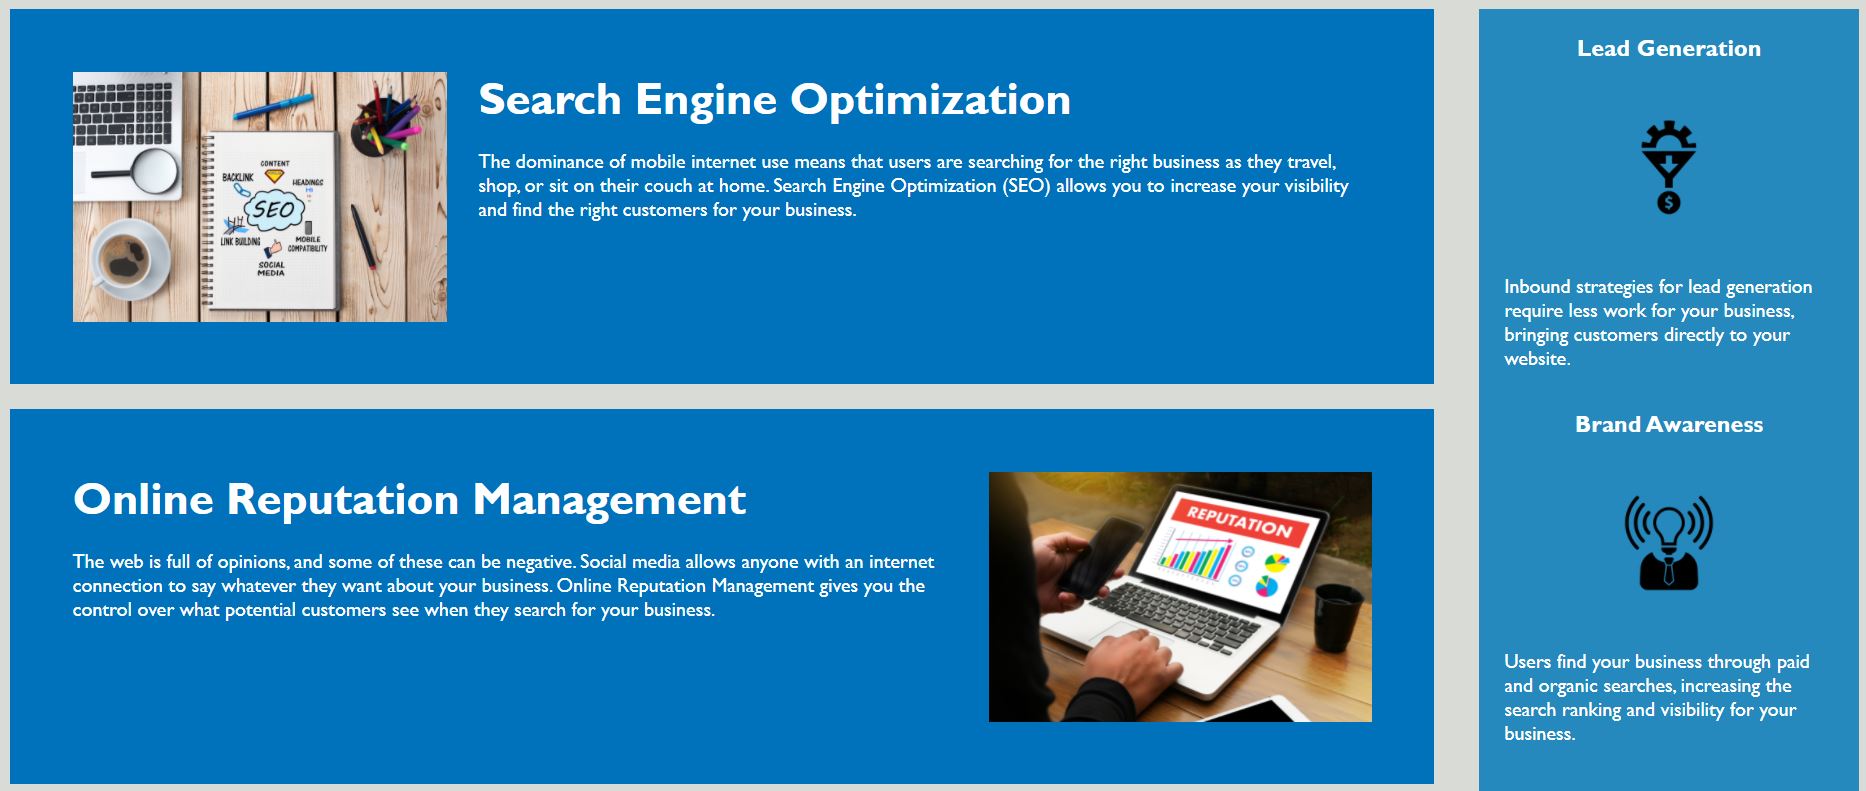 Search Engine Optimization
The dominance of mobile internet use means that users are searching for the right business as they travel,
shop, or sit on their couch at home. Search Engine Optimization (SEO) allows you to increase your visibility
and find the right customers for your business.
CONTENT
BACKLINK
HEADINGS
SEO
LINK BUILDING
MOBILE
COMPATIBILITY
SOCIAL
MEDIA
Online Reputation Management
The web is full of opinions, and some of these can be negative. Social media allows anyone with an internet
connection to say whatever they want about your business. Online Reputation Management gives you the
control over what potential customers see when they search for your business.
REPUTATION
Lead Generation
$
Inbound strategies for lead generation
require less work for your business,
bringing customers directly to your
website.
Brand Awareness
Users find your business through paid
and organic searches, increasing the
search ranking and visibility for your
business.